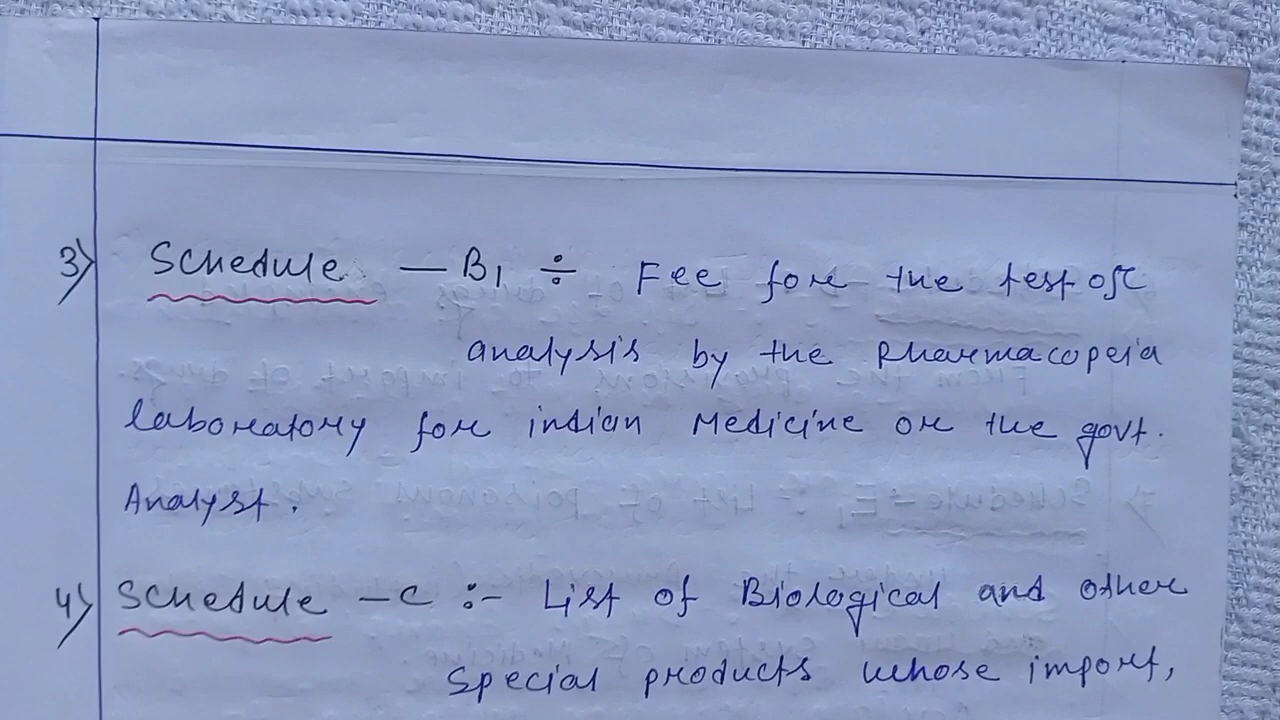 3) Schedule — B1 ÷ Fee for the test or
analysis by the Pharmacopeia
laboratory for indian Medicine or the govt.
Analyst.
4) Schedule - C :- List of Biological and other
Special products whose import,